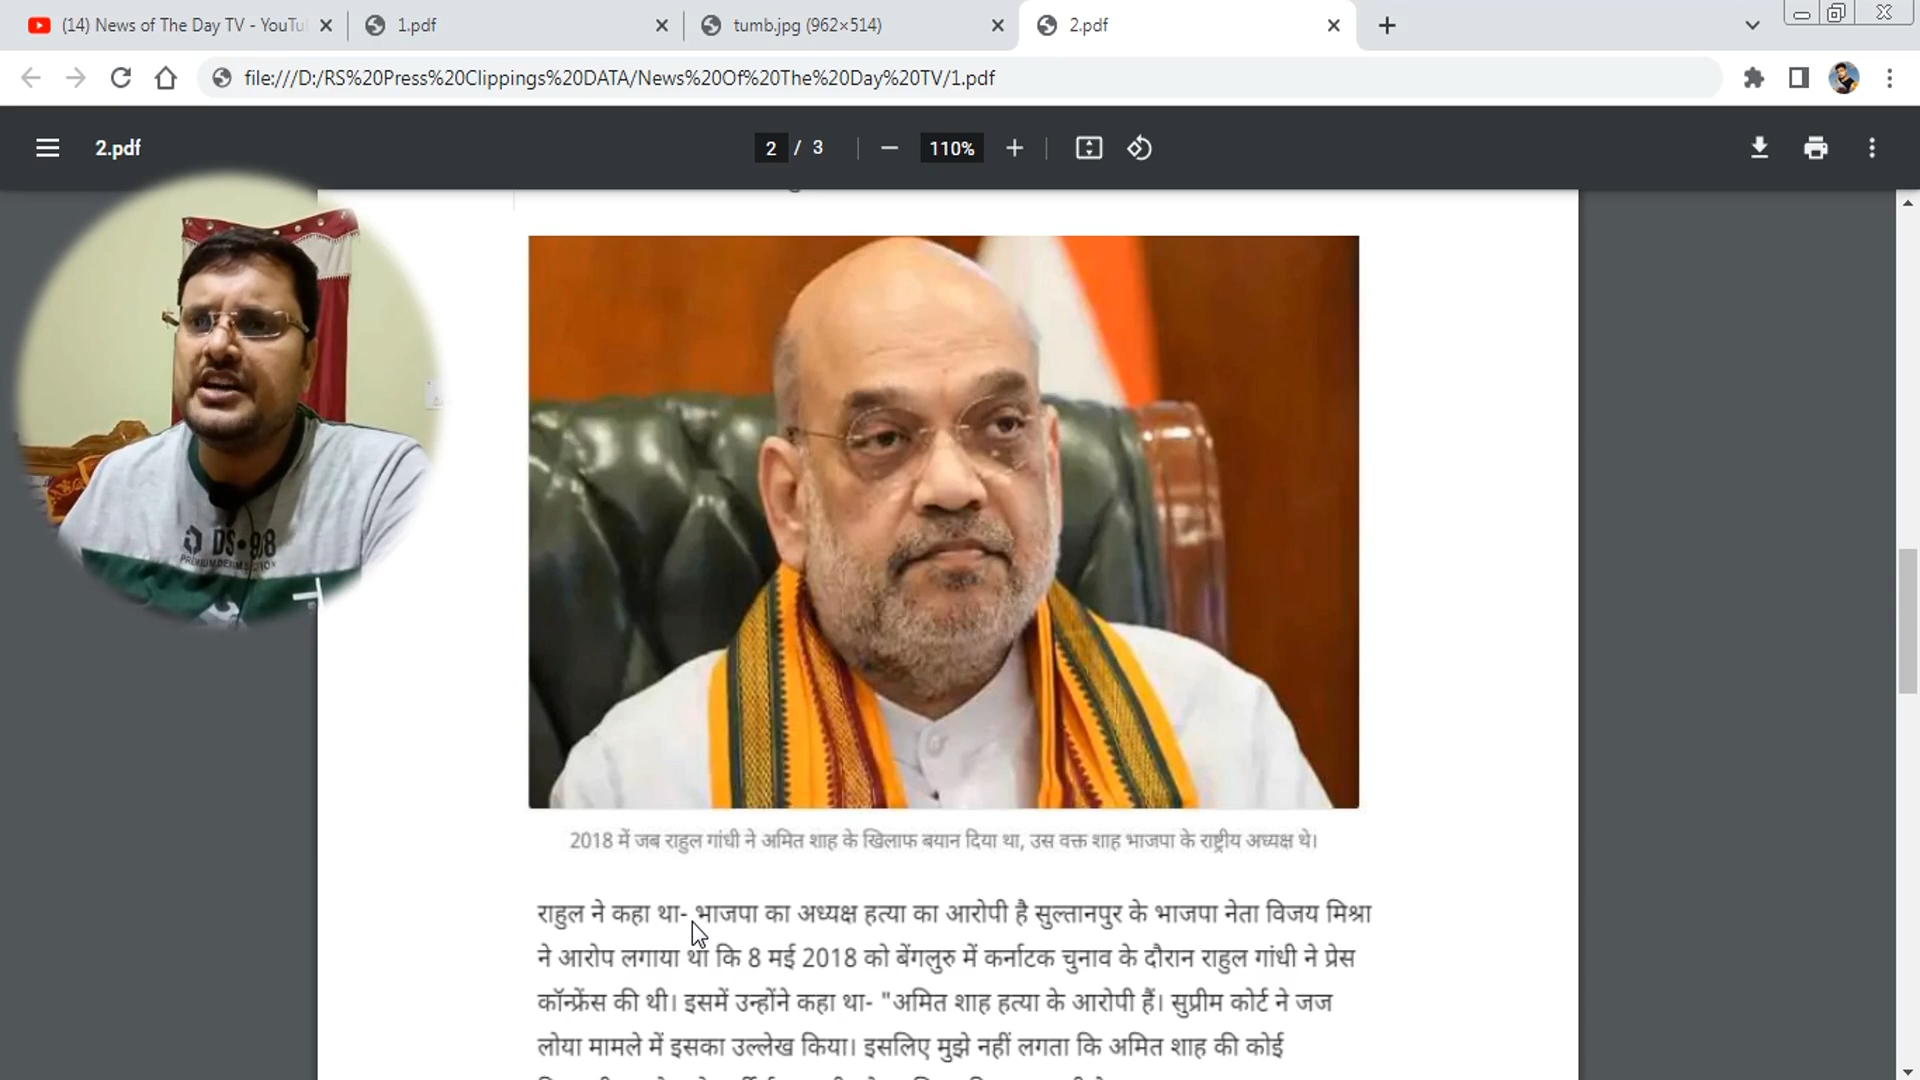 (14) News of The Day TV - YouTu
1.pdf
tumb.jpg (962×514)
2.pdf
file:///D:/RS%20Press%20Clippings%20DATA/News%20Of%20The%20Day%20TV/1.pdf
2.pdf
2 / 3
110%
DS•98
2018 में जब राहुल गांधी ने अमित शाह के खिलाफ बयान दिया था, उस वक्त शाह भाजपा के राष्ट्रीय अध्यक्ष थे।
राहुल ने कहा था- भाजपा का अध्यक्ष हत्या का आरोपी है सुल्तानपुर के भाजपा नेता विजय मिश्रा
ने आरोप लगाया था कि 8 मई 2018 को बेंगलुरु में कर्नाटक चुनाव के दौरान राहुल गांधी ने प्रेस
कॉन्फ्रेंस की थी। इसमें उन्होंने कहा था- "अमित शाह हत्या के आरोपी हैं। सुप्रीम कोर्ट ने जज
लोया मामले में इसका उल्लेख किया। इसलिए मुझे नहीं लगता कि अमित शाह की कोई